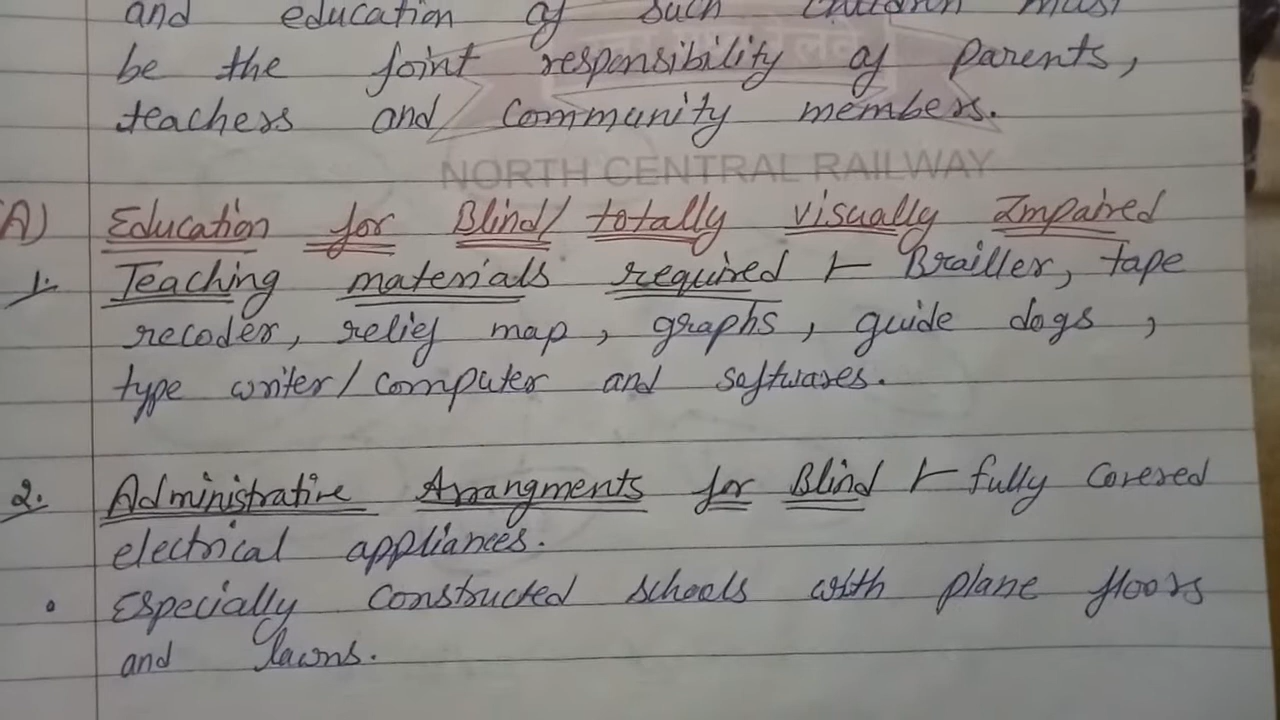 and education of such children must
be the joint responsibility of parents,
teachers and community members.
NORTH CENTRAL RAILWAY
A) Education for Blind/ totally visually Impaired
1. Teaching materials required :- Brailler, tape
recoder, relief map, graphs, guide dogs,
type writer/computer and softwares.
2. Administrative Arrangments for Blind :- fully covered
electrical appliances.
• Especially constructed schools with plane floors
and lawns.